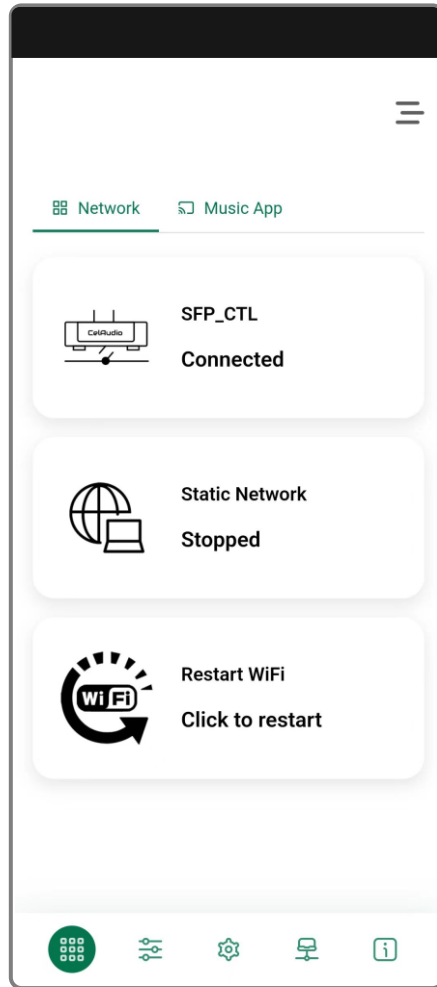 Network
Music App
CelAudio
SFP_CTL
Connected
Static Network
Stopped
WiFi
Restart WiFi
Click to restart